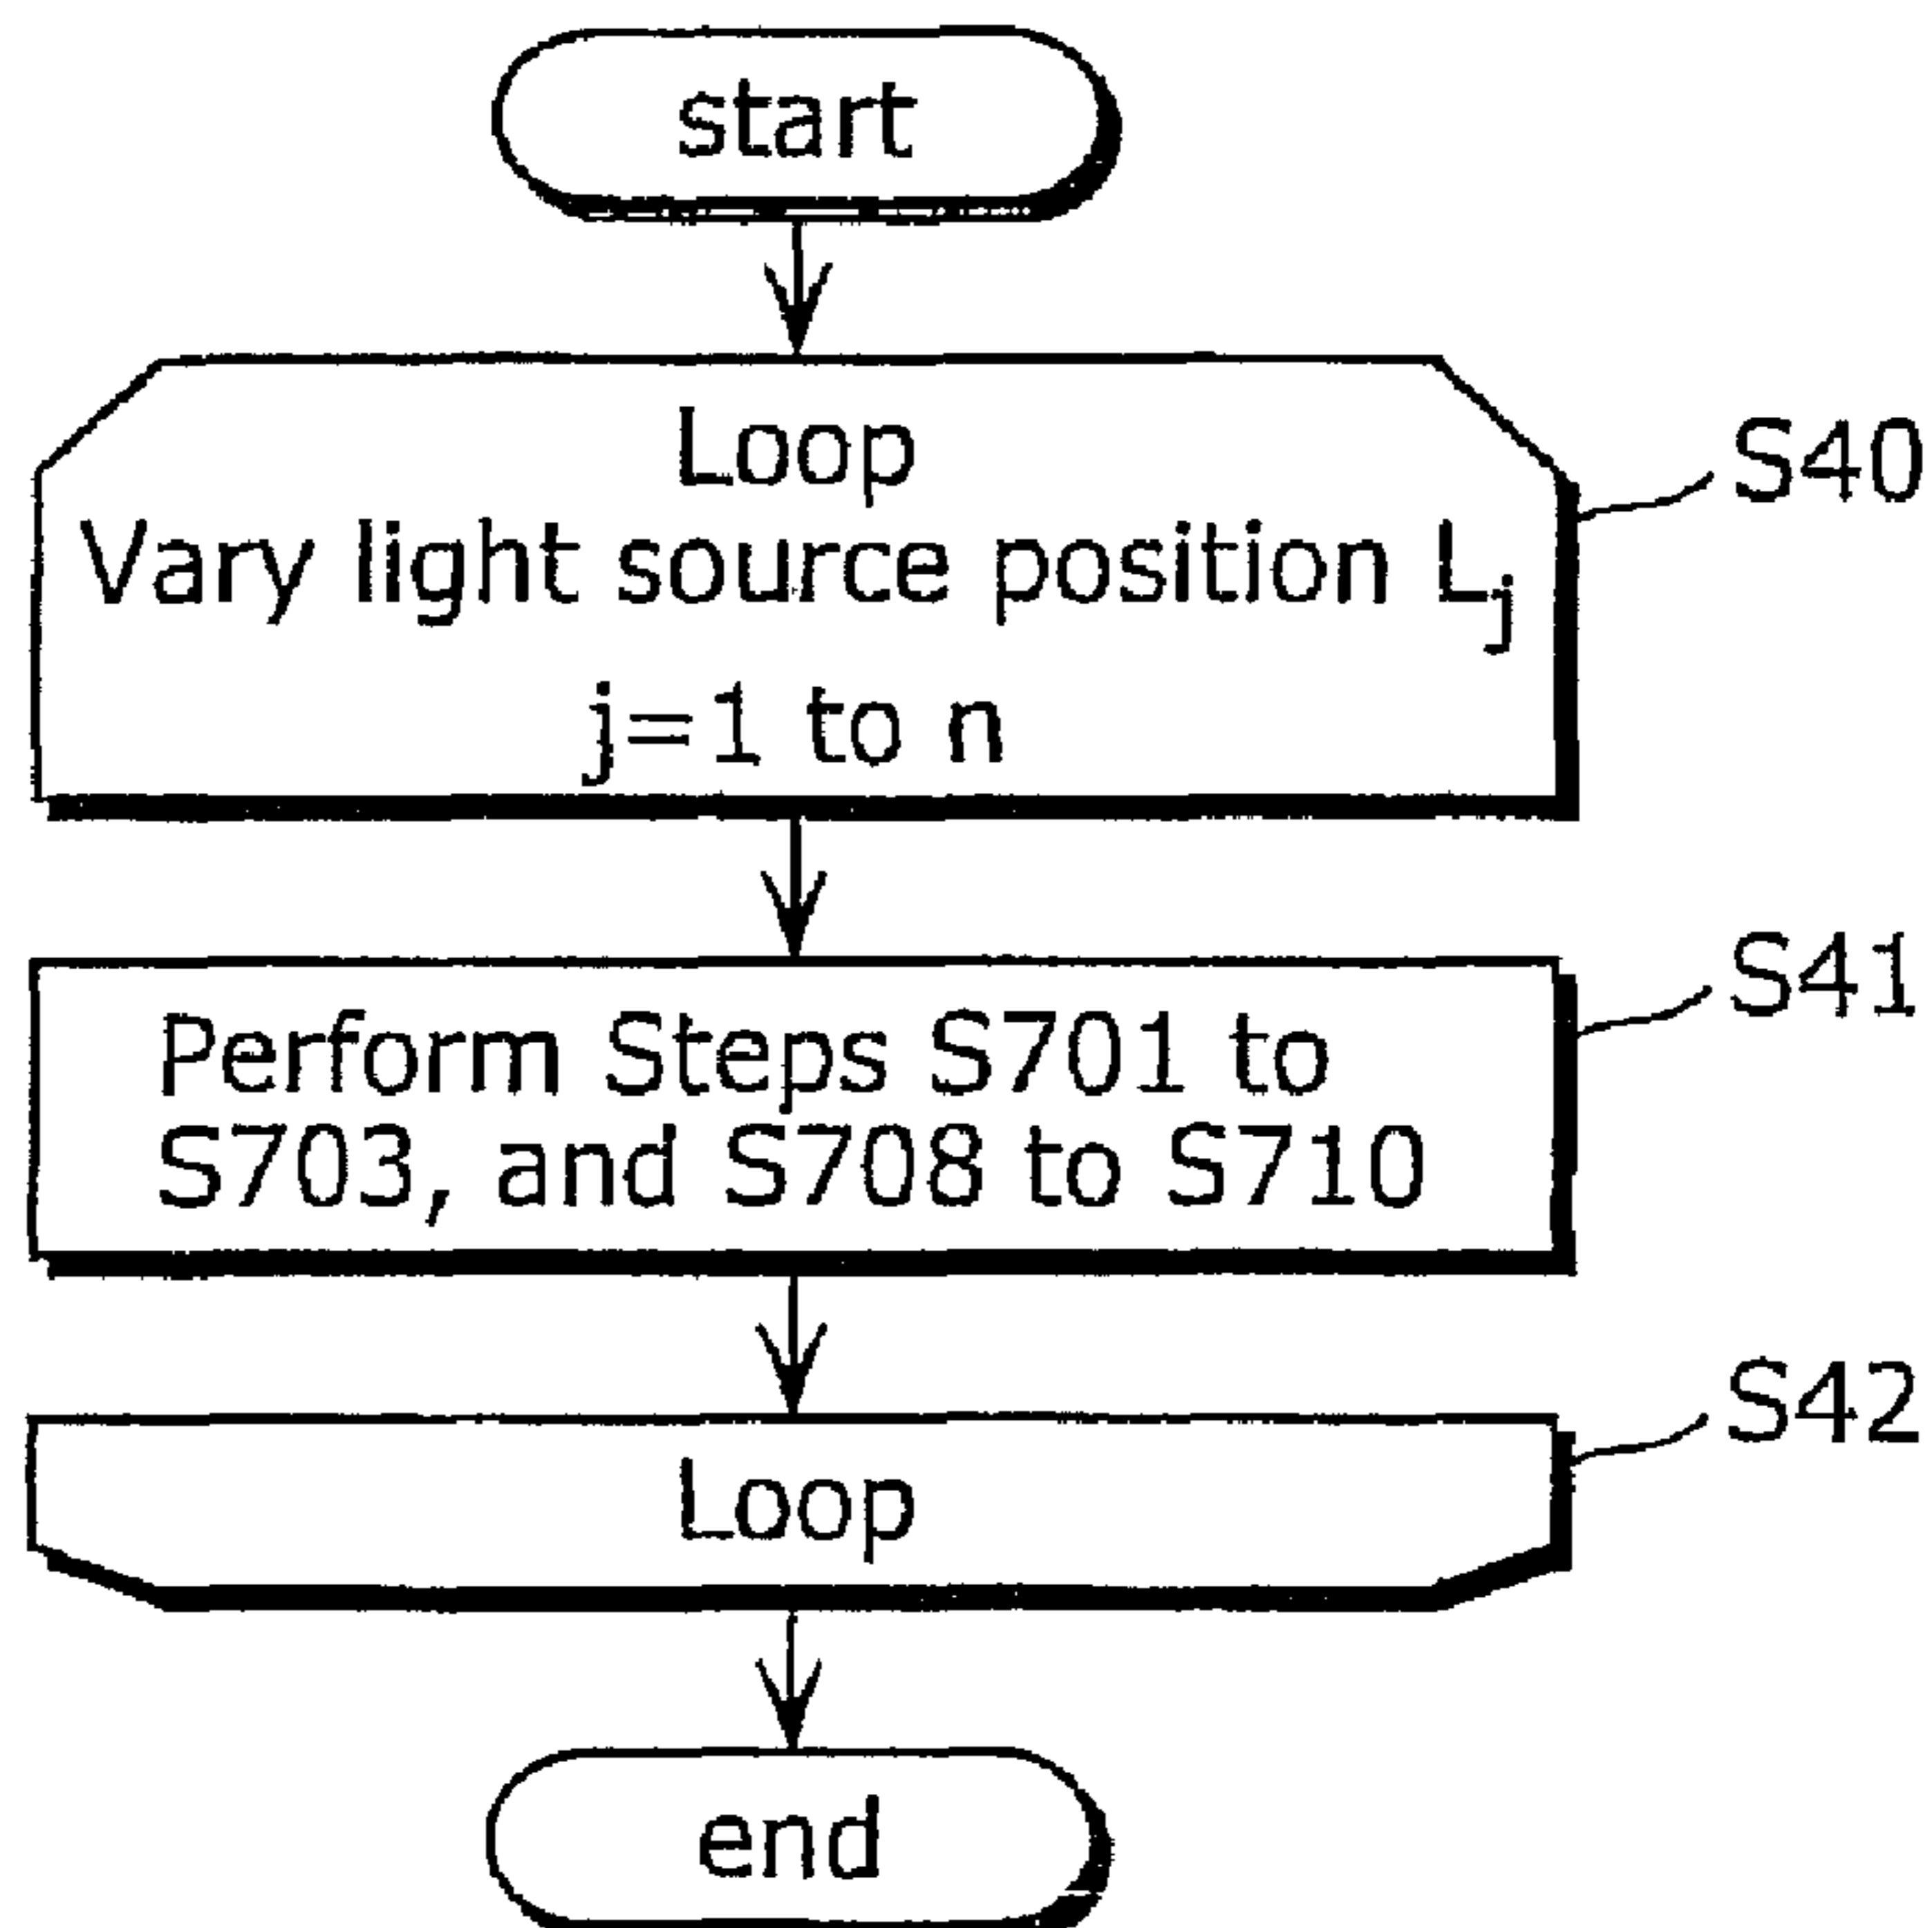 start
Loop
Vary light source position Lj
j=1 to n
S40
Perform Steps S701 to
S703, and S708 to S710
S41
Loop
S42
end